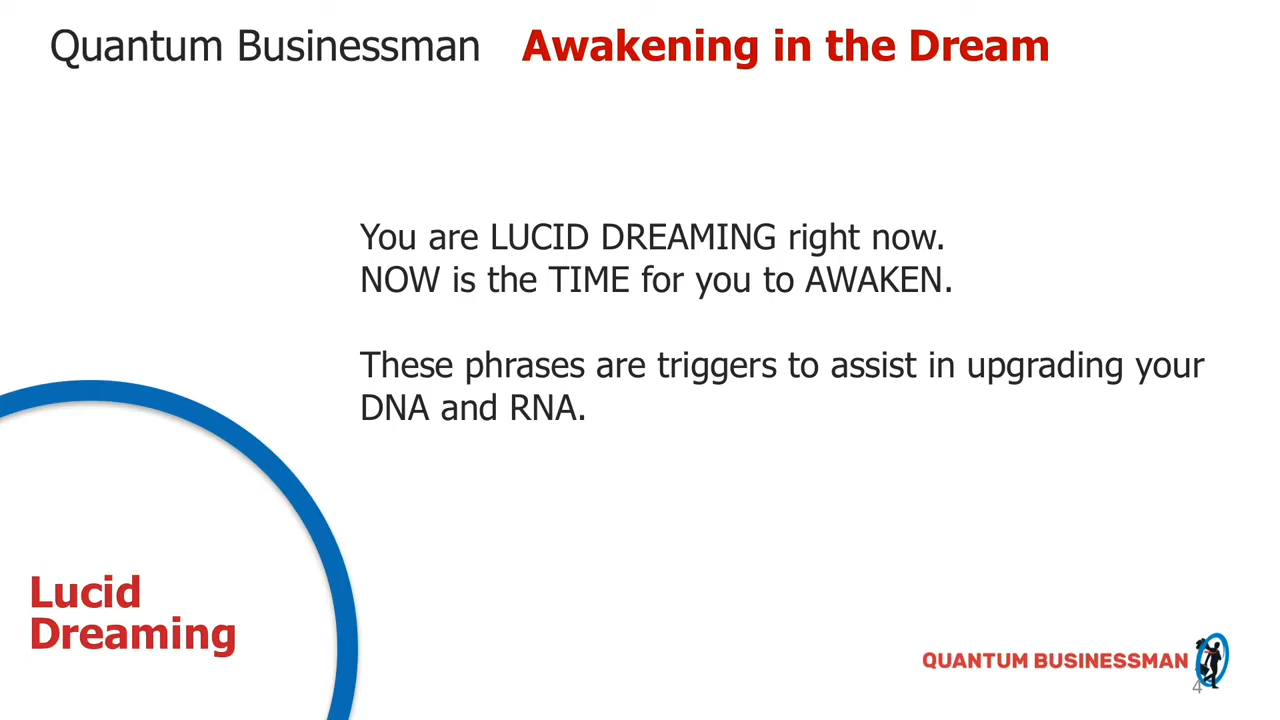 Quantum Businessman Awakening in the Dream
You are LUCID DREAMING right now.
NOW is the TIME for you to AWAKEN.
These phrases are triggers to assist in upgrading your
DNA and RNA.
Lucid
Dreaming
QUANTUM BUSINESSMAN
4